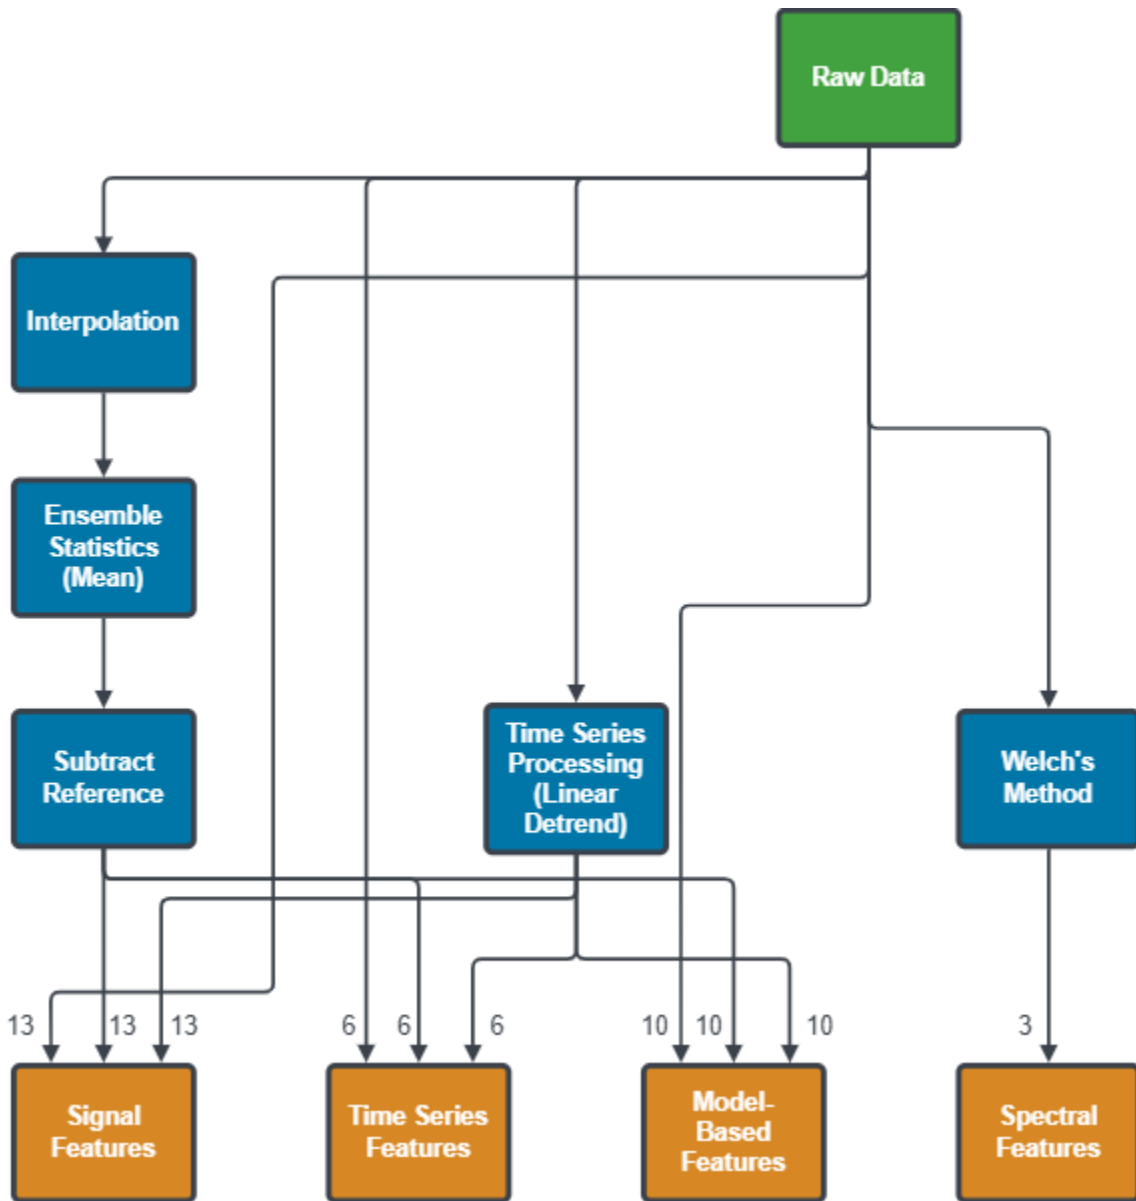 Raw Data
Interpolation
Ensemble
Statistics
(Mean)
Subtract
Reference
Time Series
Processing
(Linear
Detrend)
Welch's
Method
13
13
13
6
6
6
10
10
10
3
Signal
Features
Time Series
Features
Model-
Based
Features
Spectral
Features